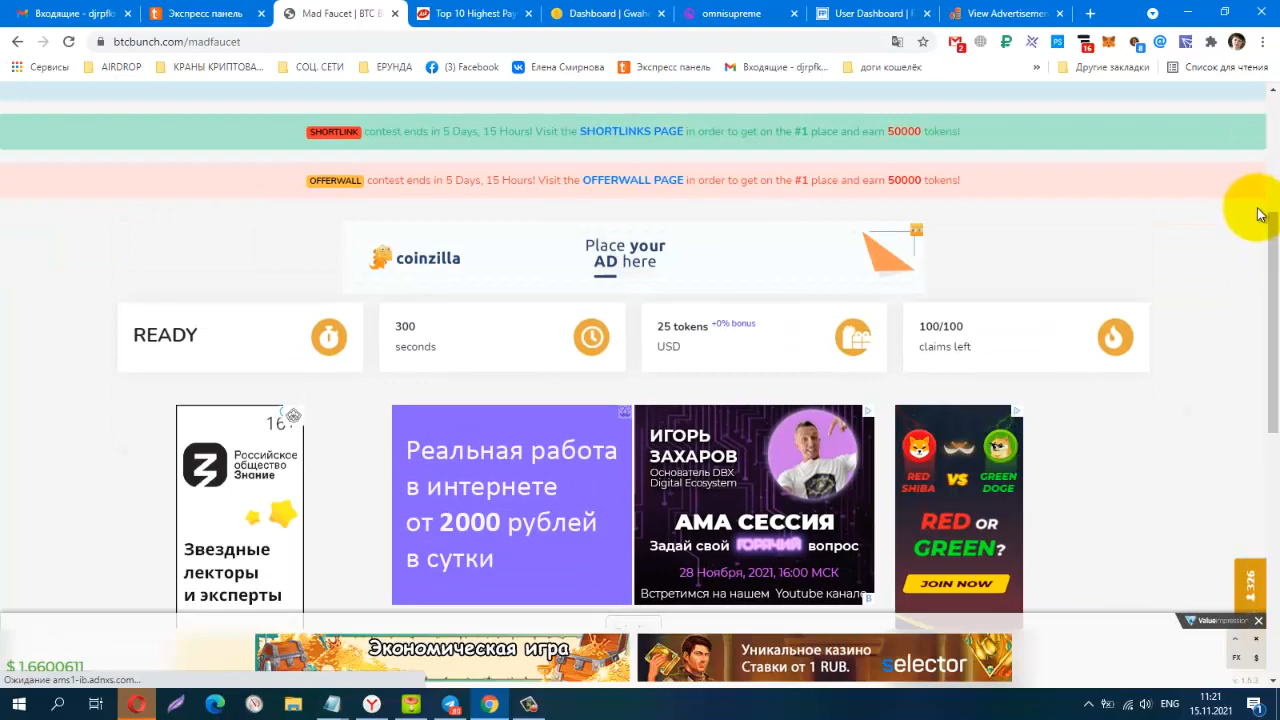 Входящие - djrpfk
Экспресс панель
Mad Faucet | BTC B
Top 10 Highest Pay
Dashboard | Gwah
omnisupreme
User Dashboard | F
View Advertisemen
btcbunch.com/madfaucet
Сервисы
AIRDROP
КРАНЫ КРИПТОВА...
СОЦ. СЕТИ
ЕРУНДА
(3) Facebook
Елена Смирнова
Экспресс панель
Входящие - djrpfk...
доги кошелёк
»
Другие закладки
Список для чтения
SHORTLINK contest ends in 5 Days, 15 Hours! Visit the SHORTLINKS PAGE in order to get on the #1 place and earn 50000 tokens!
OFFERWALL contest ends in 5 Days, 15 Hours! Visit the OFFERWALL PAGE in order to get on the #1 place and earn 50000 tokens!
coinzilla
Place your
AD here
READY
300
seconds
25 tokens +0% bonus
USD
100/100
claims left
Российское
общество
Знание
Звездные
лекторы
и эксперты
Реальная работа
в интернете
от 2000 рублей
в сутки
ИГОРЬ
ЗАХАРОВ
Основатель DBX
Digital Ecosystem
АМА СЕССИЯ
Задай свой ГОРЯЧИЙ вопрос
28 Ноября, 2021, 16:00 МСК
Встретимся на нашем Youtube канале
RED
SHIBA
VS
GREEN
DOGE
RED OR
GREEN?
JOIN NOW
326
Valueimpression
$ 1.6600611
Экономическая игра
Уникальное казино
Ставки от 1 RUB.
selector
FX $
v. 1.5.3
Ожидание ams1-ib.adnxs.com...
ENG
11:21
15.11.2021